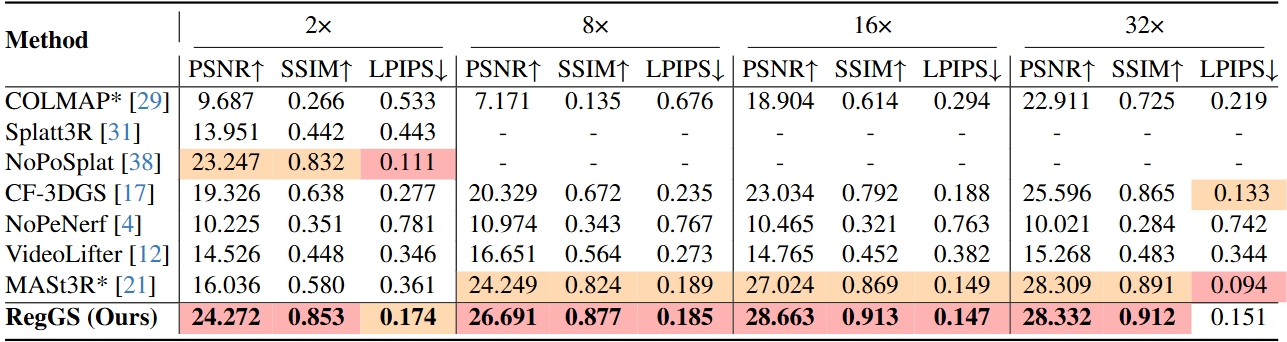 Method 2× 8× 16× 32×
PSNR↑ SSIM↑ LPIPS↓ PSNR↑ SSIM↑ LPIPS↓ PSNR↑ SSIM↑ LPIPS↓ PSNR↑ SSIM↑ LPIPS↓
COLMAP* [29] 9.687 0.266 0.533 7.171 0.135 0.676 18.904 0.614 0.294 22.911 0.725 0.219
Splatt3R [31] 13.951 0.442 0.443 - - - - - - - - -
NoPoSplat [38] 23.247 0.832 0.111 - - - - - - - - -
CF-3DGS [17] 19.326 0.638 0.277 20.329 0.672 0.235 23.034 0.792 0.188 25.596 0.865 0.133
NoPeNerf [4] 10.225 0.351 0.781 10.974 0.343 0.767 10.465 0.321 0.763 10.021 0.284 0.742
VideoLifter [12] 14.526 0.448 0.346 16.651 0.564 0.273 14.765 0.452 0.382 15.268 0.483 0.344
MASt3R* [21] 16.036 0.580 0.361 24.249 0.824 0.189 27.024 0.869 0.149 28.309 0.891 0.094
RegGS (Ours) 24.272 0.853 0.174 26.691 0.877 0.185 28.663 0.913 0.147 28.332 0.912 0.151